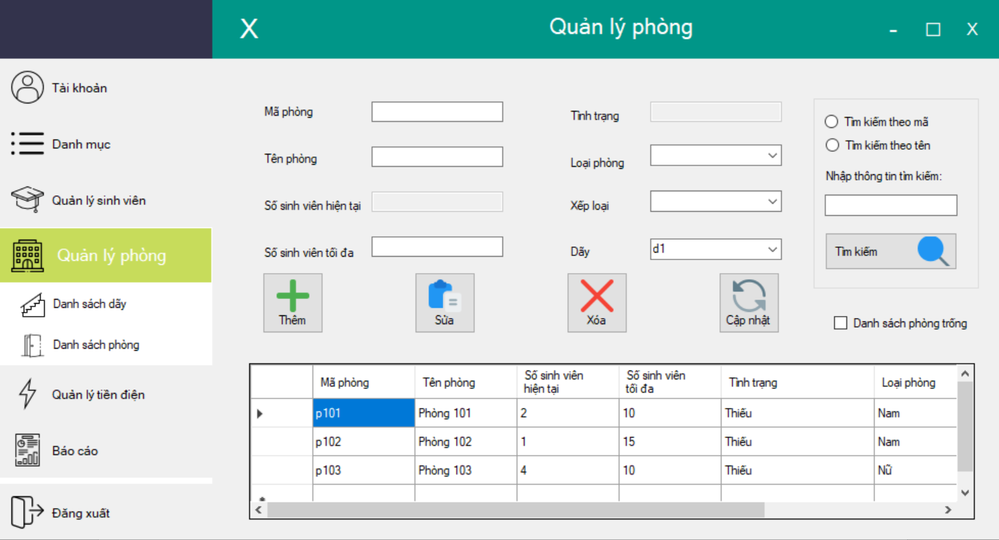 X
Quản lý phòng
- □ X
Tài khoản
Danh mục
Quản lý sinh viên
Quản lý phòng
Danh sách dãy
Danh sách phòng
Quản lý tiền điện
Báo cáo
Đăng xuất
Mã phòng
Tên phòng
Số sinh viên hiện tại
Số sinh viên tối đa
Tình trạng
Loại phòng
Xếp loại
Dãy
d1
Tìm kiếm theo mã
Tìm kiếm theo tên
Nhập thông tin tìm kiếm:
Tìm kiếm
Thêm
Sửa
Xóa
Cập nhật
Danh sách phòng trống
Mã phòng Tên phòng Số sinh viên hiện tại Số sinh viên tối đa Tình trạng Loại phòng
p101 Phòng 101 2 10 Thiếu Nam
p102 Phòng 102 1 15 Thiếu Nam
p103 Phòng 103 4 10 Thiếu Nữ